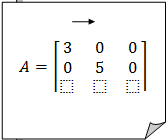 →
A = [3 0 0
0 5 0
⬚ ⬚ ⬚]